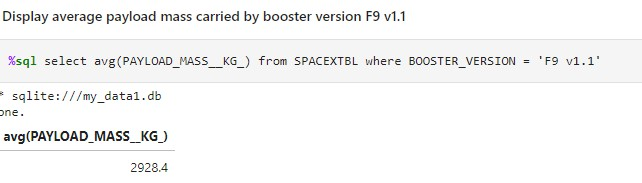 Display average payload mass carried by booster version F9 v1.1
%sql select avg(PAYLOAD_MASS__KG_) from SPACEXTBL where BOOSTER_VERSION = 'F9 v1.1'
* sqlite:///my_data1.db
one.
avg(PAYLOAD_MASS__KG_)
2928.4